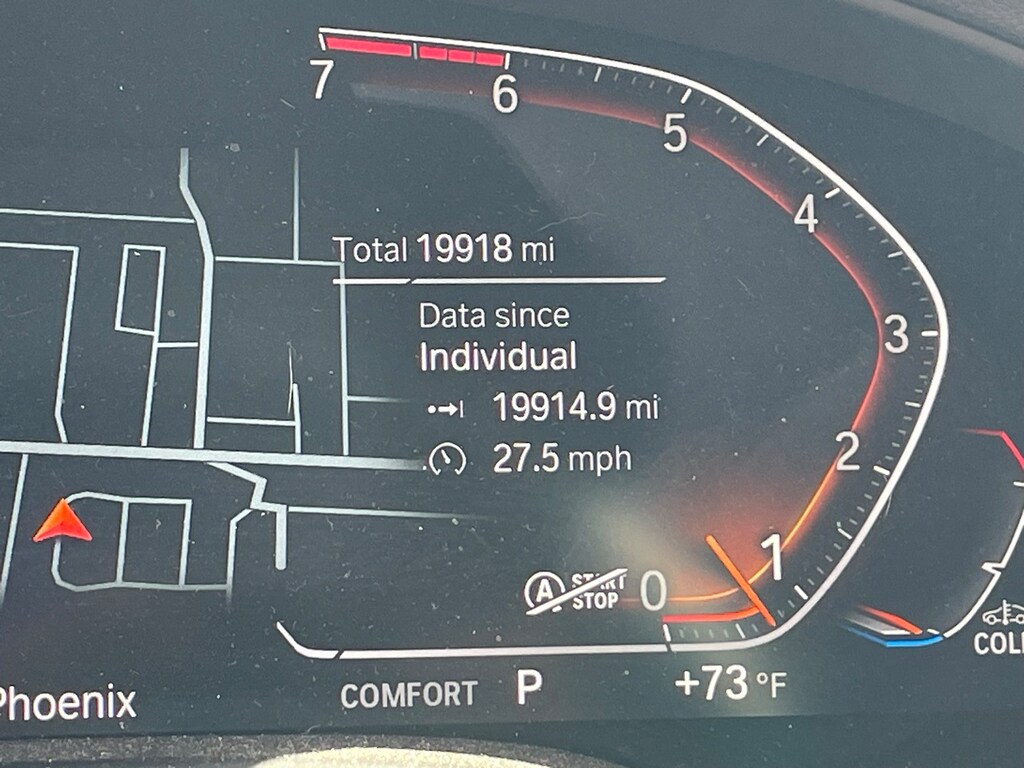 7
6
5
4
3
2
1
0
Total 19918 mi
Data since
Individual
19914.9 mi
27.5 mph
A START
STOP
Phoenix
COMFORT P +73 °F